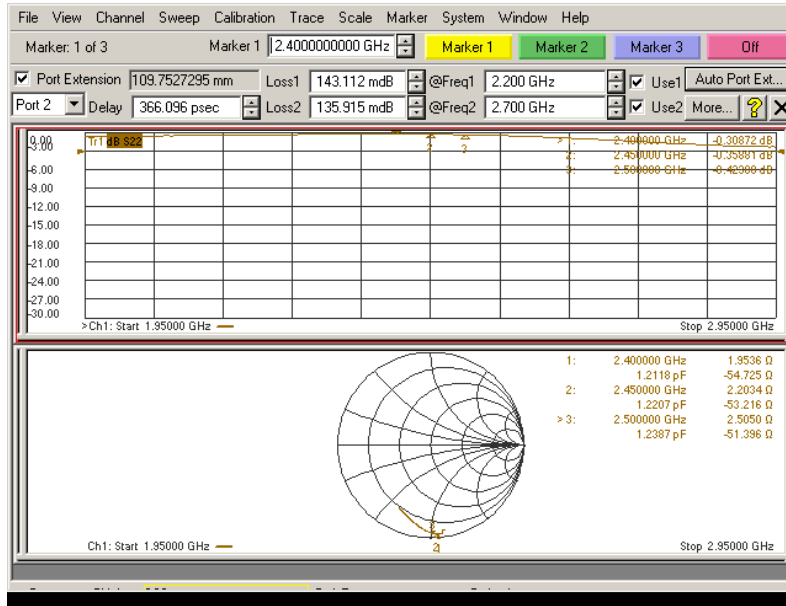 File View Channel Sweep Calibration Trace Scale Marker System Window Help
Marker: 1 of 3 Marker 1 2.4000000000 GHz Marker 1 Marker 2 Marker 3 Off
Port Extension 109.7527295 mm Loss1 143.112 mdB @Freq1 2.200 GHz Use1 Auto Port Ext...
Port 2 Delay 366.096 psec Loss2 135.915 mdB @Freq2 2.700 GHz Use2 More...
0.00 Tr1 dB S22 > 1: 2.400000 GHz -0.30872 dB
-3.00 2: 2.450000 GHz -0.35881 dB
-6.00 3: 2.500000 GHz -0.42300 dB
-9.00
-12.00
-15.00
-18.00
-21.00
-24.00
-27.00
-30.00
>Ch1: Start 1.95000 GHz Stop 2.95000 GHz
1: 2.400000 GHz 1.9536 Ω
1.2118 pF -54.725 Ω
2: 2.450000 GHz 2.2034 Ω
1.2207 pF -53.216 Ω
> 3: 2.500000 GHz 2.5050 Ω
1.2387 pF -51.396 Ω
Ch1: Start 1.95000 GHz Stop 2.95000 GHz